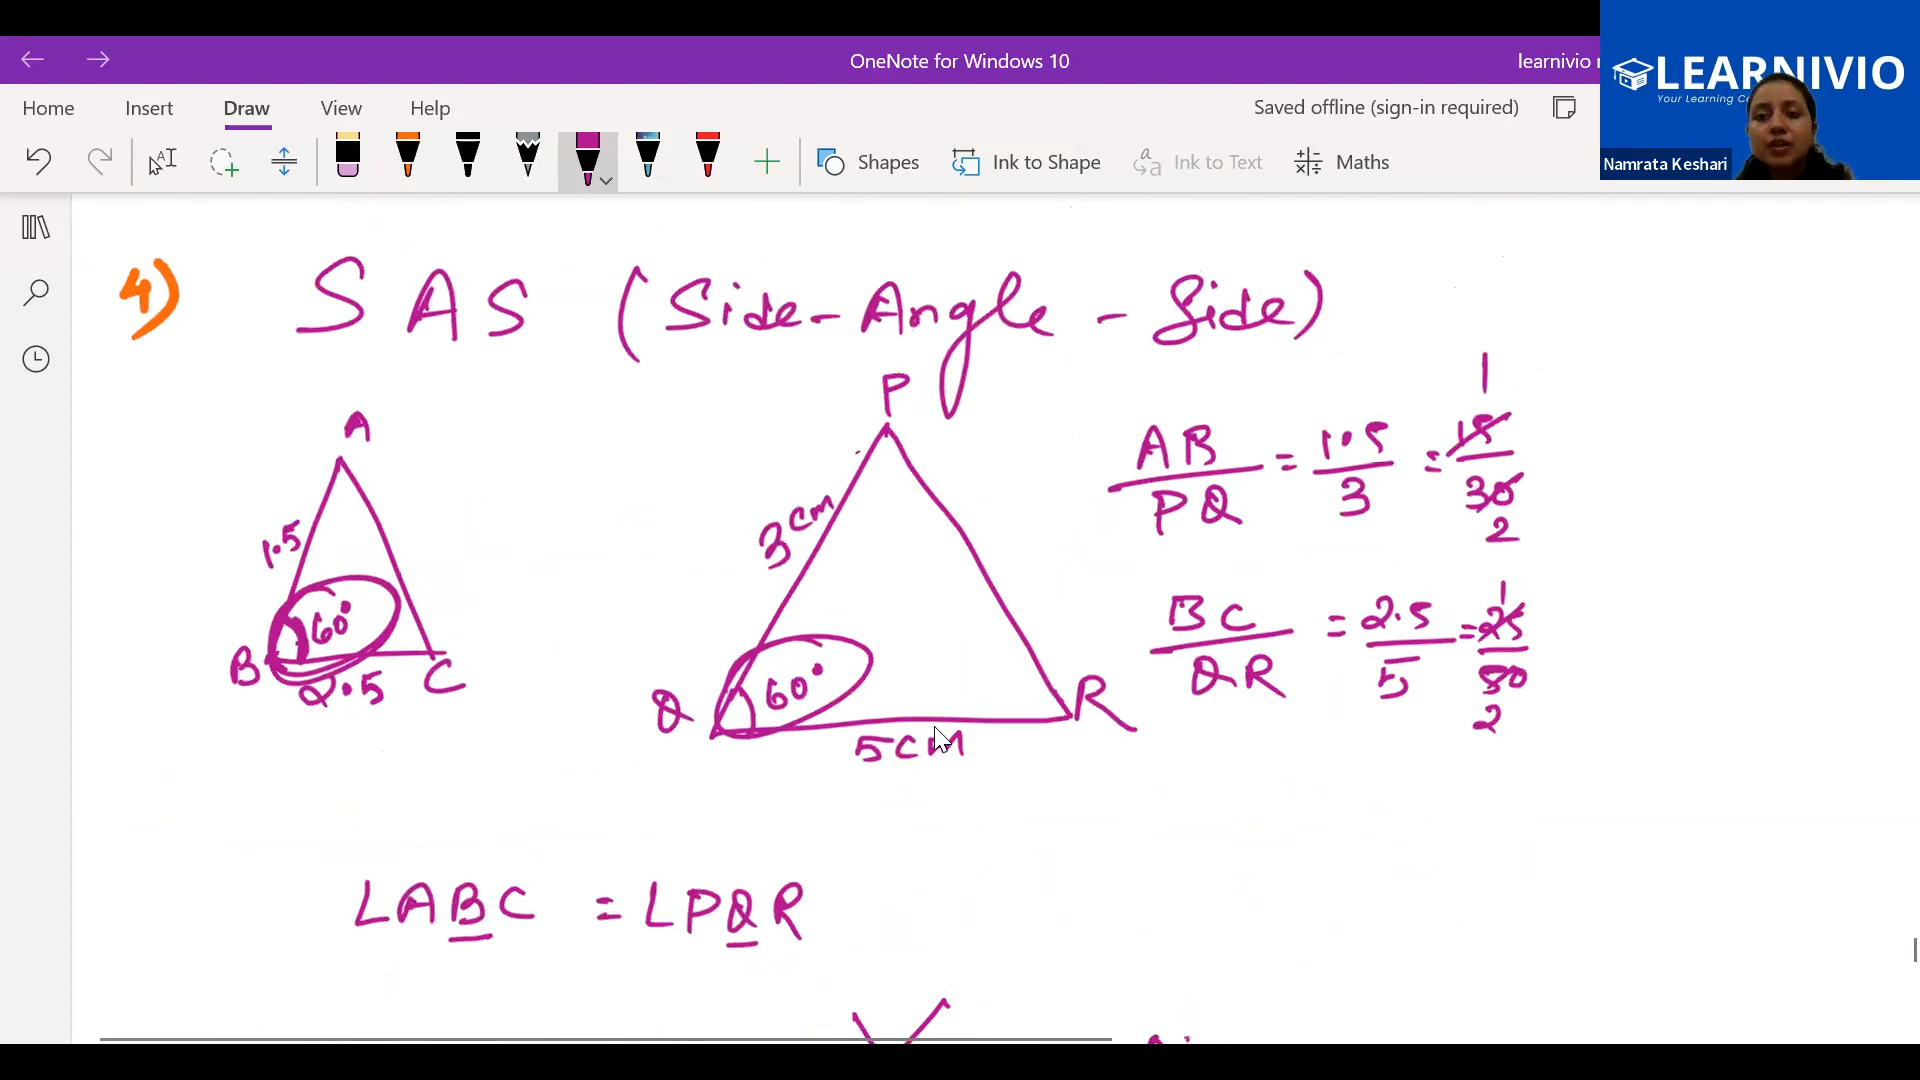 OneNote for Windows 10
learnivio
LEARNIVIO
Your Learning
Namrata Keshari
Home Insert Draw View Help
Saved offline (sign-in required)
Shapes Ink to Shape Ink to Text Maths
4) SAS (Side-Angle-Side)
A
1.5
60°
B 2.5 C
P
3cm
60°
Q 5cm R
AB/PQ = 1.5/3 = 15/30 1 2
BC/QR = 2.5/5 = 25/50 1 2
∠ABC = ∠PQR